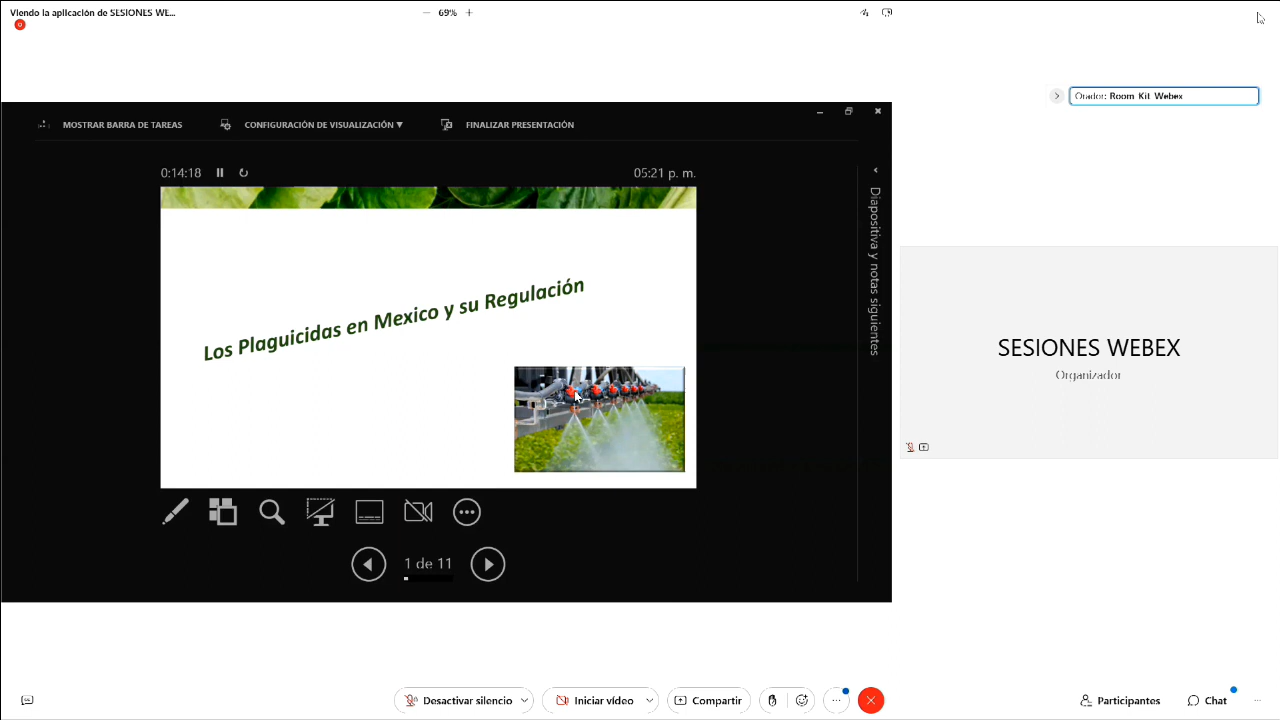 Viendo la aplicación de SESIONES WE...
69%
Orador: Room Kit Webex
MOSTRAR BARRA DE TAREAS
CONFIGURACIÓN DE VISUALIZACIÓN ▼
FINALIZAR PRESENTACIÓN
0:14:18
05:21 p. m.
Diapositiva y notas siguientes
Los Plaguicidas en Mexico y su Regulación
SESIONES WEBEX
Organizador
1 de 11
Desactivar silencio
Iniciar vídeo
Compartir
Participantes
Chat